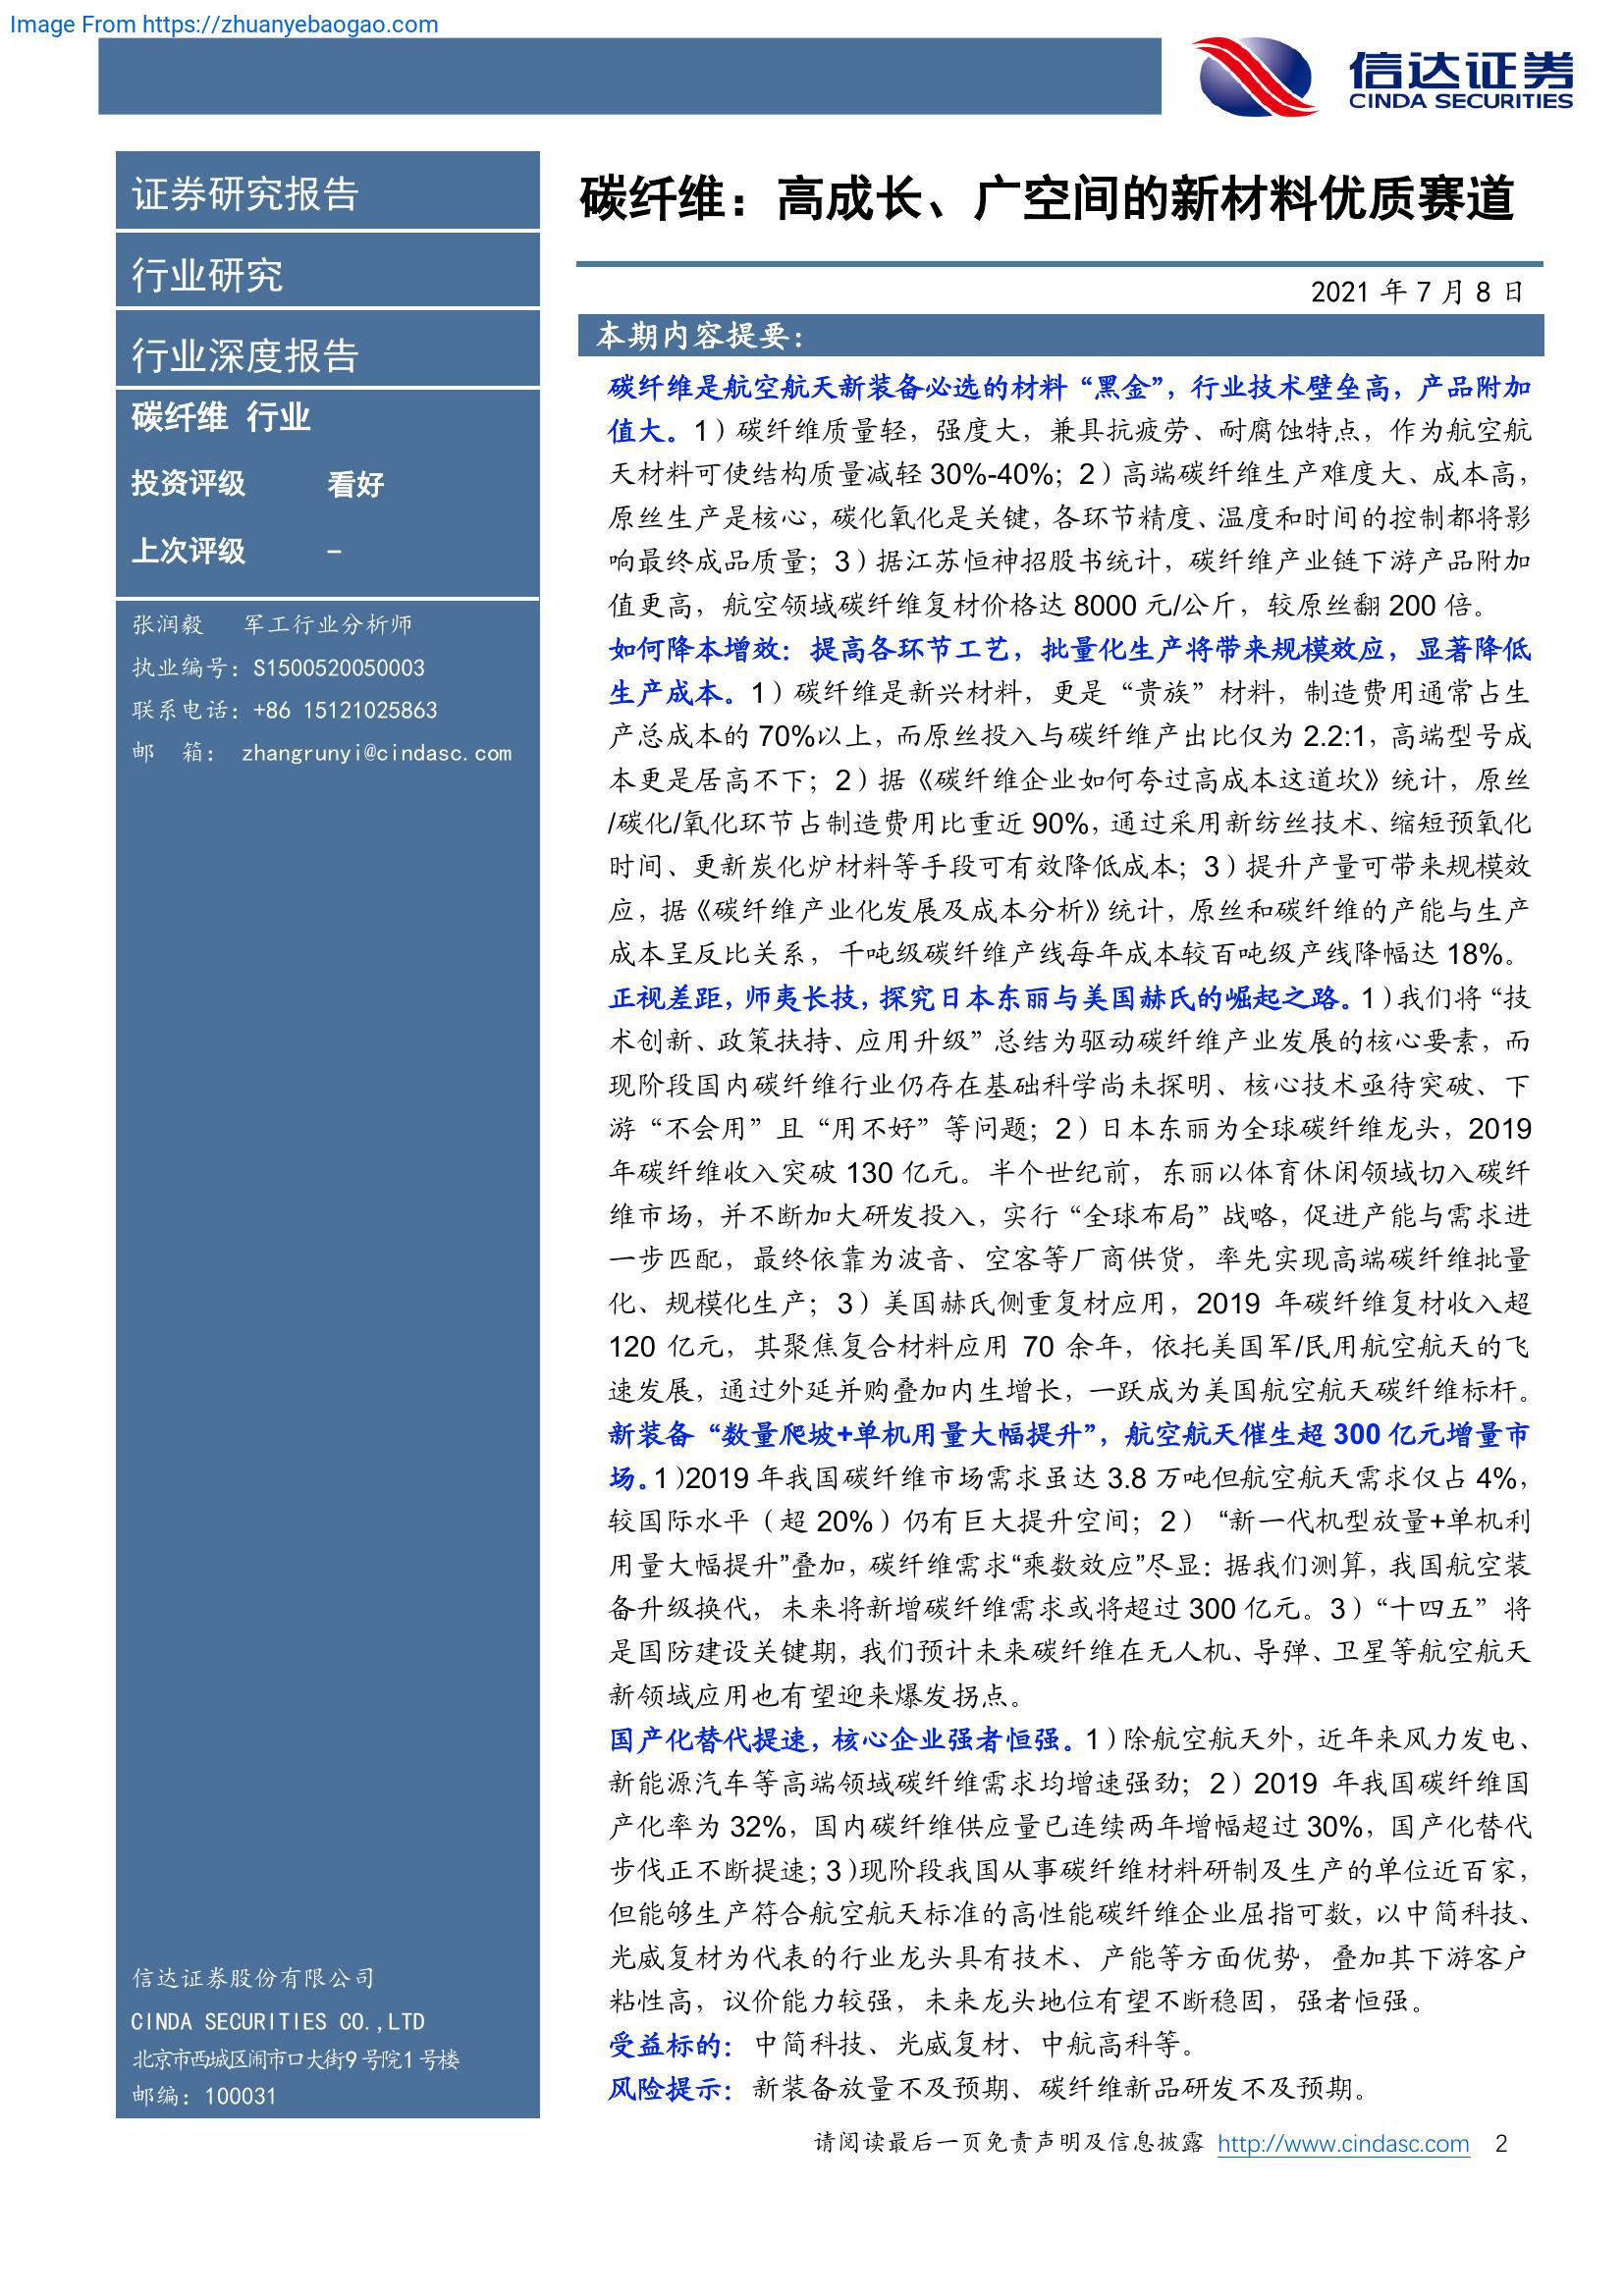 Image From https://zhuanyebaogao.com
信达证券
CINDA SECURITIES
证券研究报告
行业研究
行业深度报告
碳纤维 行业
投资评级 看好
上次评级 –
张润毅 军工行业分析师
执业编号：S1500520050003
联系电话：+86 15121025863
邮 箱： zhangrunyi@cindasc.com
信达证券股份有限公司
CINDA SECURITIES CO.,LTD
北京市西城区闹市口大街9号院1号楼
邮编：100031
碳纤维：高成长、广空间的新材料优质赛道
2021 年 7 月 8 日
本期内容提要：
碳纤维是航空航天新装备必选的材料“黑金”，行业技术壁垒高，产品附加
值大。1）碳纤维质量轻，强度大，兼具抗疲劳、耐腐蚀特点，作为航空航
天材料可使结构质量减轻 30%-40%；2）高端碳纤维生产难度大、成本高，
原丝生产是核心，碳化氧化是关键，各环节精度、温度和时间的控制都将影
响最终成品质量；3）据江苏恒神招股书统计，碳纤维产业链下游产品附加
值更高，航空领域碳纤维复材价格达 8000 元/公斤，较原丝翻 200 倍。
如何降本增效：提高各环节工艺，批量化生产将带来规模效应，显著降低
生产成本。1）碳纤维是新兴材料，更是“贵族”材料，制造费用通常占生
产总成本的 70%以上，而原丝投入与碳纤维产出比仅为 2.2:1，高端型号成
本更是居高不下；2）据《碳纤维企业如何夸过高成本这道坎》统计，原丝
/碳化/氧化环节占制造费用比重近 90%，通过采用新纺丝技术、缩短预氧化
时间、更新炭化炉材料等手段可有效降低成本；3）提升产量可带来规模效
应，据《碳纤维产业化发展及成本分析》统计，原丝和碳纤维的产能与生产
成本呈反比关系，千吨级碳纤维产线每年成本较百吨级产线降幅达 18%。
正视差距，师夷长技，探究日本东丽与美国赫氏的崛起之路。1）我们将“技
术创新、政策扶持、应用升级”总结为驱动碳纤维产业发展的核心要素，而
现阶段国内碳纤维行业仍存在基础科学尚未探明、核心技术亟待突破、下
游“不会用”且“用不好”等问题；2）日本东丽为全球碳纤维龙头，2019
年碳纤维收入突破 130 亿元。半个世纪前，东丽以体育休闲领域切入碳纤
维市场，并不断加大研发投入，实行“全球布局”战略，促进产能与需求进
一步匹配，最终依靠为波音、空客等厂商供货，率先实现高端碳纤维批量
化、规模化生产；3）美国赫氏侧重复材应用，2019 年碳纤维复材收入超
120 亿元，其聚焦复合材料应用 70 余年，依托美国军/民用航空航天的飞
速发展，通过外延并购叠加内生增长，一跃成为美国航空航天碳纤维标杆。
新装备“数量爬坡+单机用量大幅提升”，航空航天催生超 300 亿元增量市
场。1）2019 年我国碳纤维市场需求虽达 3.8 万吨但航空航天需求仅占 4%，
较国际水平（超 20%）仍有巨大提升空间；2） “新一代机型放量+单机利
用量大幅提升”叠加，碳纤维需求“乘数效应”尽显：据我们测算，我国航空装
备升级换代，未来将新增碳纤维需求或将超过 300 亿元。3）“十四五”将
是国防建设关键期，我们预计未来碳纤维在无人机、导弹、卫星等航空航天
新领域应用也有望迎来爆发拐点。
国产化替代提速，核心企业强者恒强。1）除航空航天外，近年来风力发电、
新能源汽车等高端领域碳纤维需求均增速强劲；2）2019 年我国碳纤维国
产化率为 32%，国内碳纤维供应量已连续两年增幅超过 30%，国产化替代
步伐正不断提速；3）现阶段我国从事碳纤维材料研制及生产的单位近百家，
但能够生产符合航空航天标准的高性能碳纤维企业屈指可数，以中简科技、
光威复材为代表的行业龙头具有技术、产能等方面优势，叠加其下游客户
粘性高，议价能力较强，未来龙头地位有望不断稳固，强者恒强。
受益标的：中简科技、光威复材、中航高科等。
风险提示：新装备放量不及预期、碳纤维新品研发不及预期。
请阅读最后一页免责声明及信息披露 http://www.cindasc.com 2